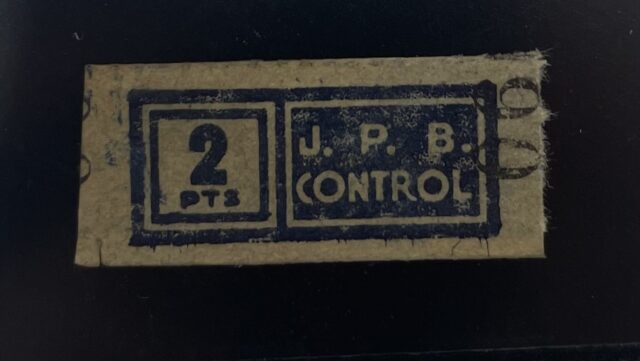 2
PTS
J. P. B.
CONTROL